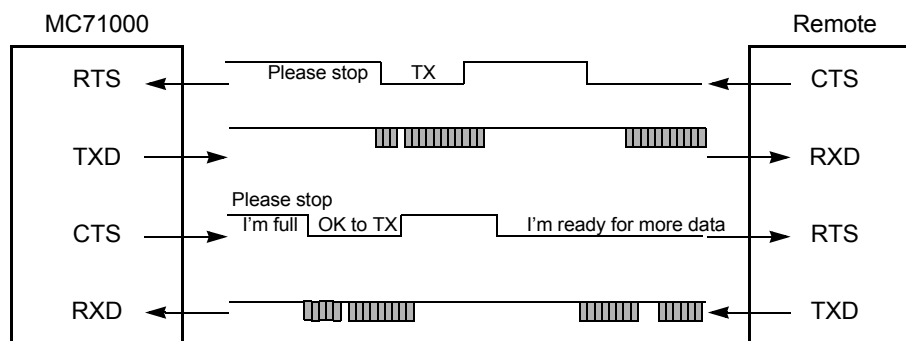 MC71000 Remote
RTS Please stop TX CTS
TXD RXD
Please stop
CTS I'm full OK to TX I'm ready for more data RTS
RXD TXD